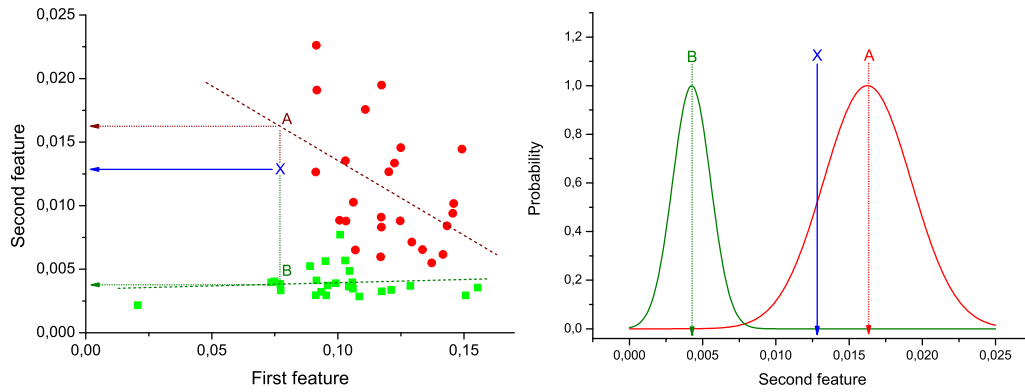 0,025
0,020
0,015
0,010
0,005
0,000
Second feature
A
X
B
0,00
0,05
0,10
0,15
First feature
1,2
1,0
0,8
0,6
0,4
0,2
0,0
Probability
B
X
A
0,000
0,005
0,010
0,015
0,020
0,025
Second feature